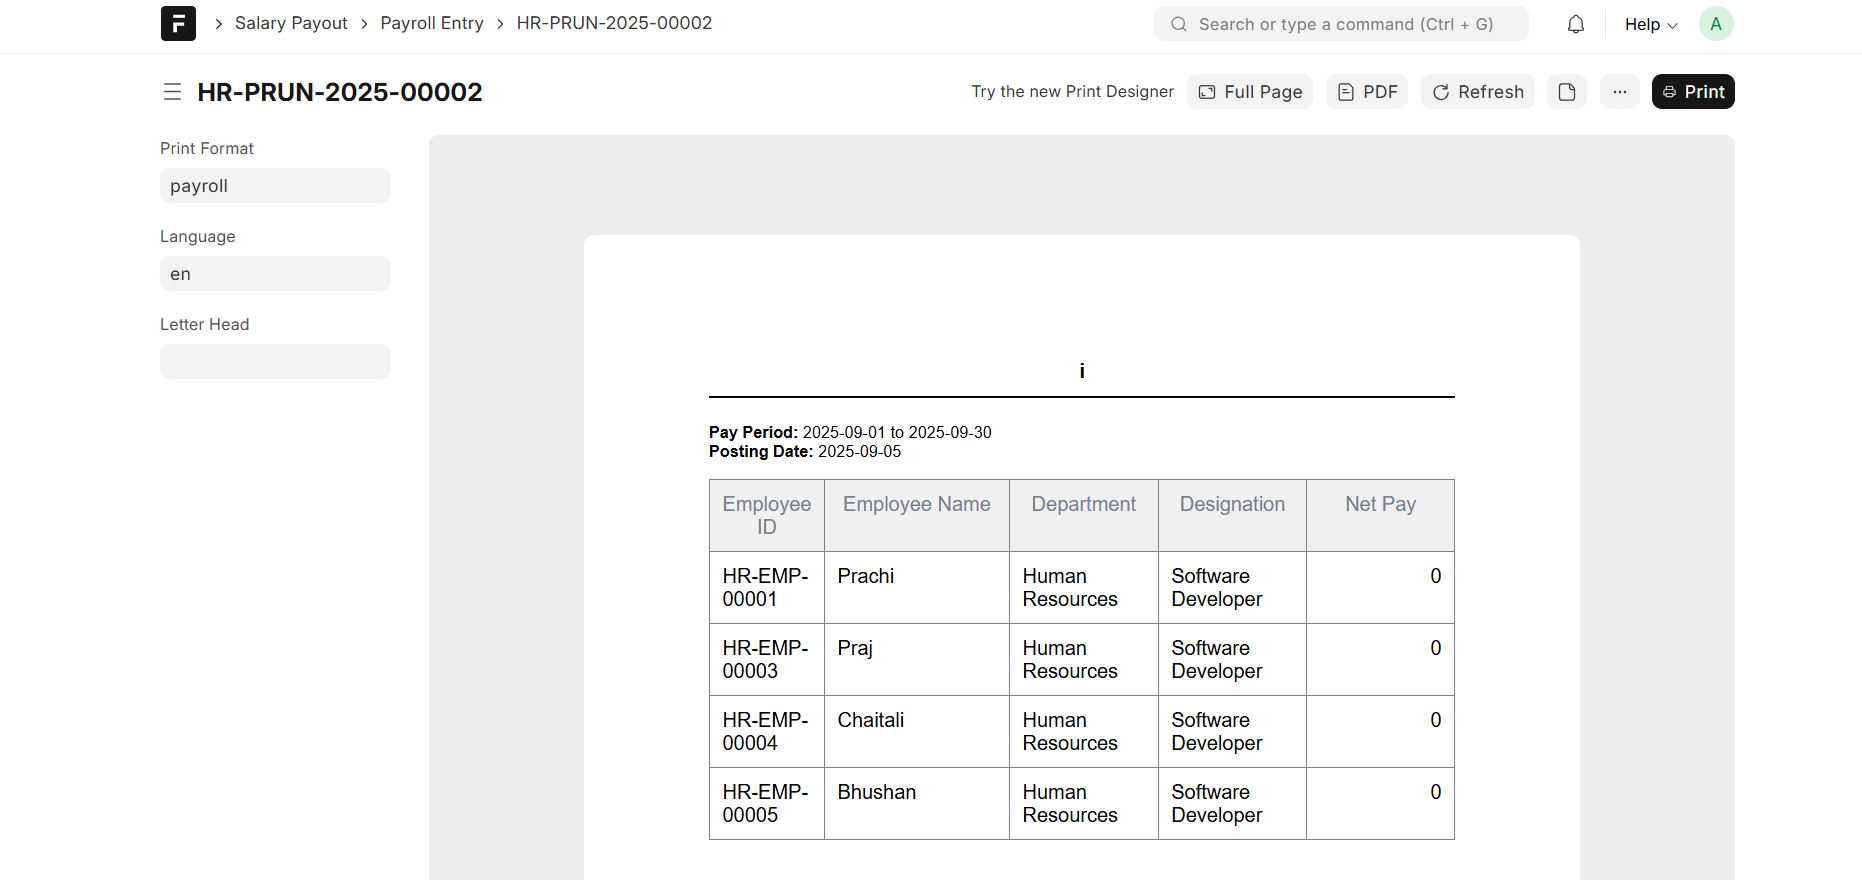 Salary Payout > Payroll Entry > HR-PRUN-2025-00002
Search or type a command (Ctrl + G)
Help
A
HR-PRUN-2025-00002
Try the new Print Designer
Full Page
PDF
Refresh
...
Print
Print Format
payroll
Language
en
Letter Head
i
Pay Period: 2025-09-01 to 2025-09-30
Posting Date: 2025-09-05
Employee ID Employee Name Department Designation Net Pay
HR-EMP-00001 Prachi Human Resources Software Developer 0
HR-EMP-00003 Praj Human Resources Software Developer 0
HR-EMP-00004 Chaitali Human Resources Software Developer 0
HR-EMP-00005 Bhushan Human Resources Software Developer 0